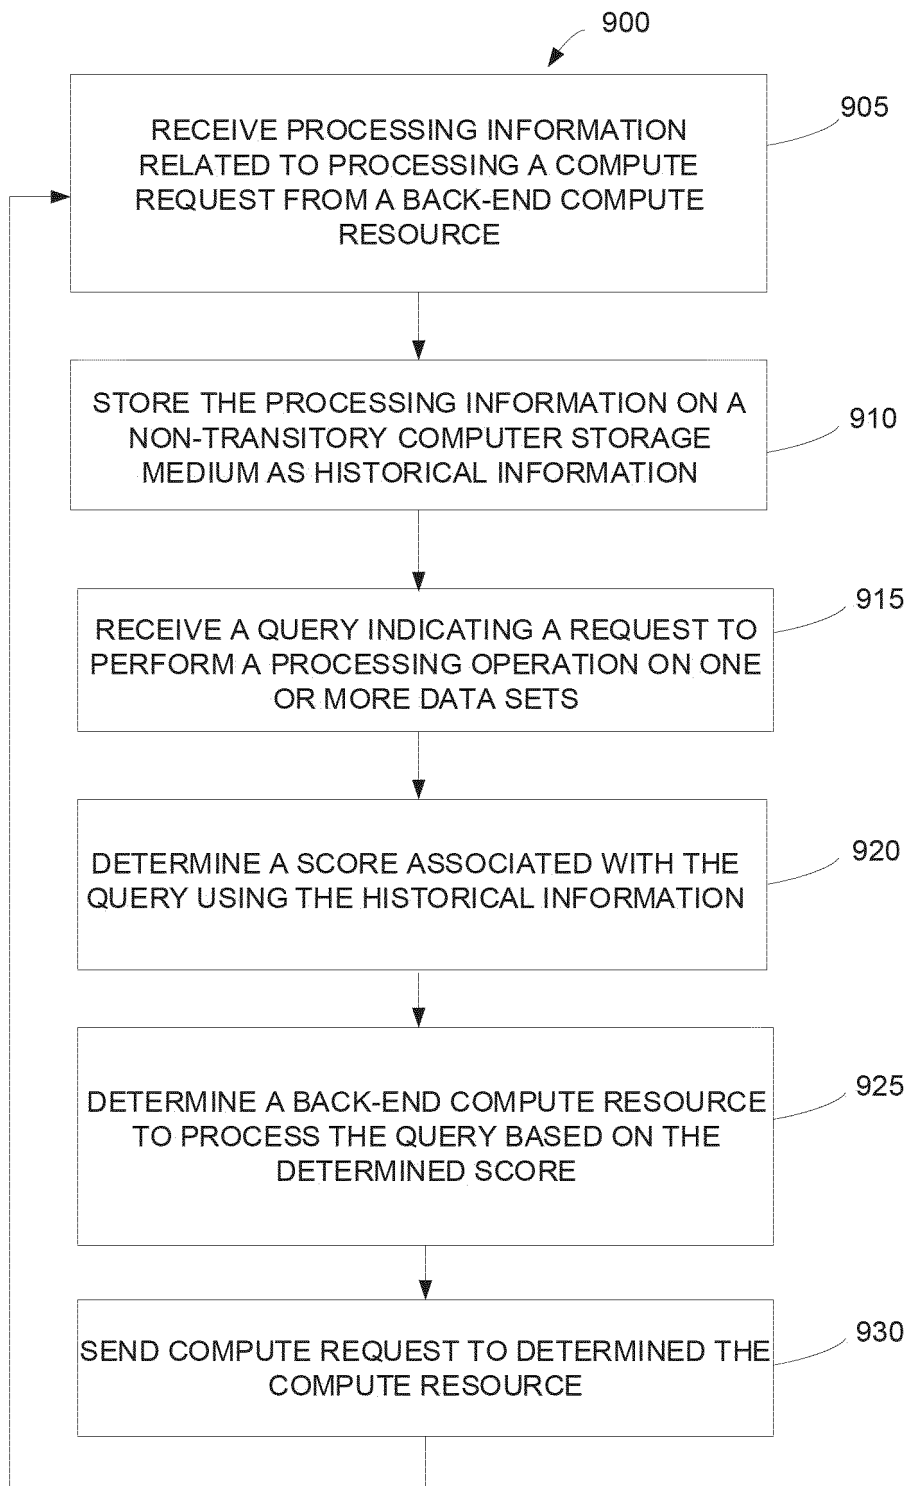 900
905
RECEIVE PROCESSING INFORMATION
RELATED TO PROCESSING A COMPUTE
REQUEST FROM A BACK-END COMPUTE
RESOURCE
910
STORE THE PROCESSING INFORMATION ON A
NON-TRANSITORY COMPUTER STORAGE
MEDIUM AS HISTORICAL INFORMATION
915
RECEIVE A QUERY INDICATING A REQUEST TO
PERFORM A PROCESSING OPERATION ON ONE
OR MORE DATA SETS
920
DETERMINE A SCORE ASSOCIATED WITH THE
QUERY USING THE HISTORICAL INFORMATION
925
DETERMINE A BACK-END COMPUTE RESOURCE
TO PROCESS THE QUERY BASED ON THE
DETERMINED SCORE
930
SEND COMPUTE REQUEST TO DETERMINED THE
COMPUTE RESOURCE